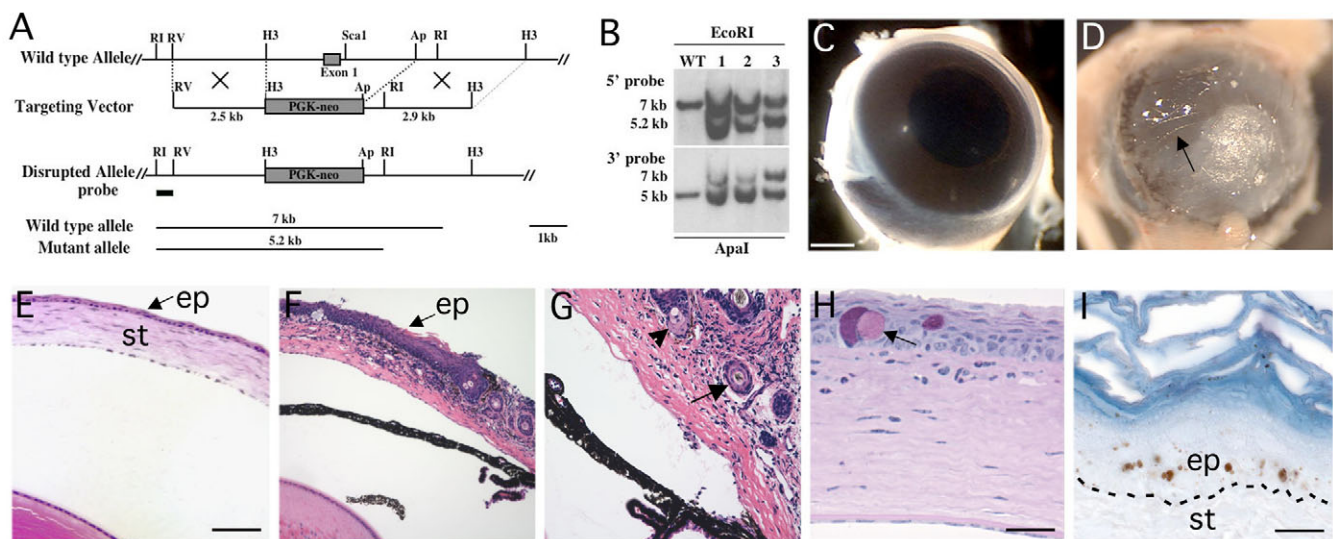 A
RI RV H3 Sca1 Ap RI H3
Wild type Allele
Exon 1
RV H3 Ap RI H3
Targeting Vector
PGK-neo
2.5 kb 2.9 kb
RI RV H3 Ap RI H3
Disrupted Allele
PGK-neo
probe
Wild type allele
7 kb
Mutant allele
5.2 kb
1kb
B
EcoRI
WT 1 2 3
5' probe
7 kb
5.2 kb
3' probe
7 kb
5 kb
ApaI
C
D
E
ep
st
F
ep
G
H
I
ep
st